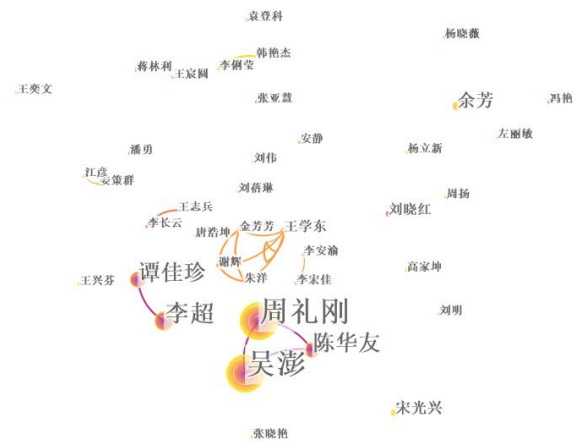 袁登科
杨晓薇
韩艳杰
李俐莹
蒋林利
王宸圆
王奕文
张亚慧
余芳
冯艳
左丽敏
安静
杨立新
潘勇
刘伟
江彦
娄策群
刘蓓琳
周扬
王志兵
刘晓红
李长云
唐浩坤
金芳芳
王学东
李安渝
谢辉
朱洋
李宏佳
高家坤
谭佳珍
王兴芬
李超
周礼刚
刘明
陈华友
吴澎
宋光兴
张晓艳